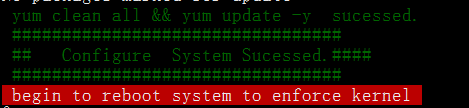 yum clean all && yum update -y  sucessed.
################################
##   Configure  System Sucessed.####
################################
begin to reboot system to enforce kernel